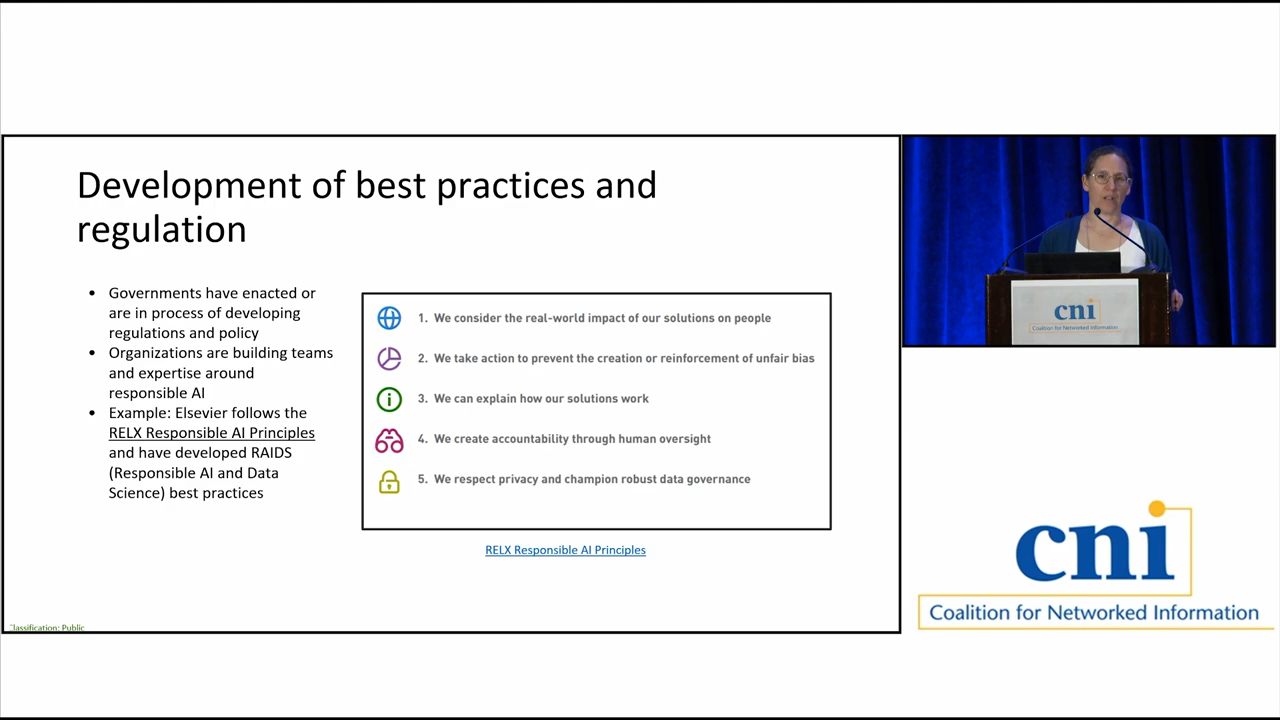 Development of best practices and
regulation
• Governments have enacted or
are in process of developing
regulations and policy
• Organizations are building teams
and expertise around
responsible AI
• Example: Elsevier follows the
RELX Responsible AI Principles
and have developed RAIDS
(Responsible AI and Data
Science) best practices
1. We consider the real-world impact of our solutions on people
2. We take action to prevent the creation or reinforcement of unfair bias
3. We can explain how our solutions work
4. We create accountability through human oversight
5. We respect privacy and champion robust data governance
RELX Responsible AI Principles
lassification: Public
cni
Coalition for Networked Information
cni
Coalition for Networked Information